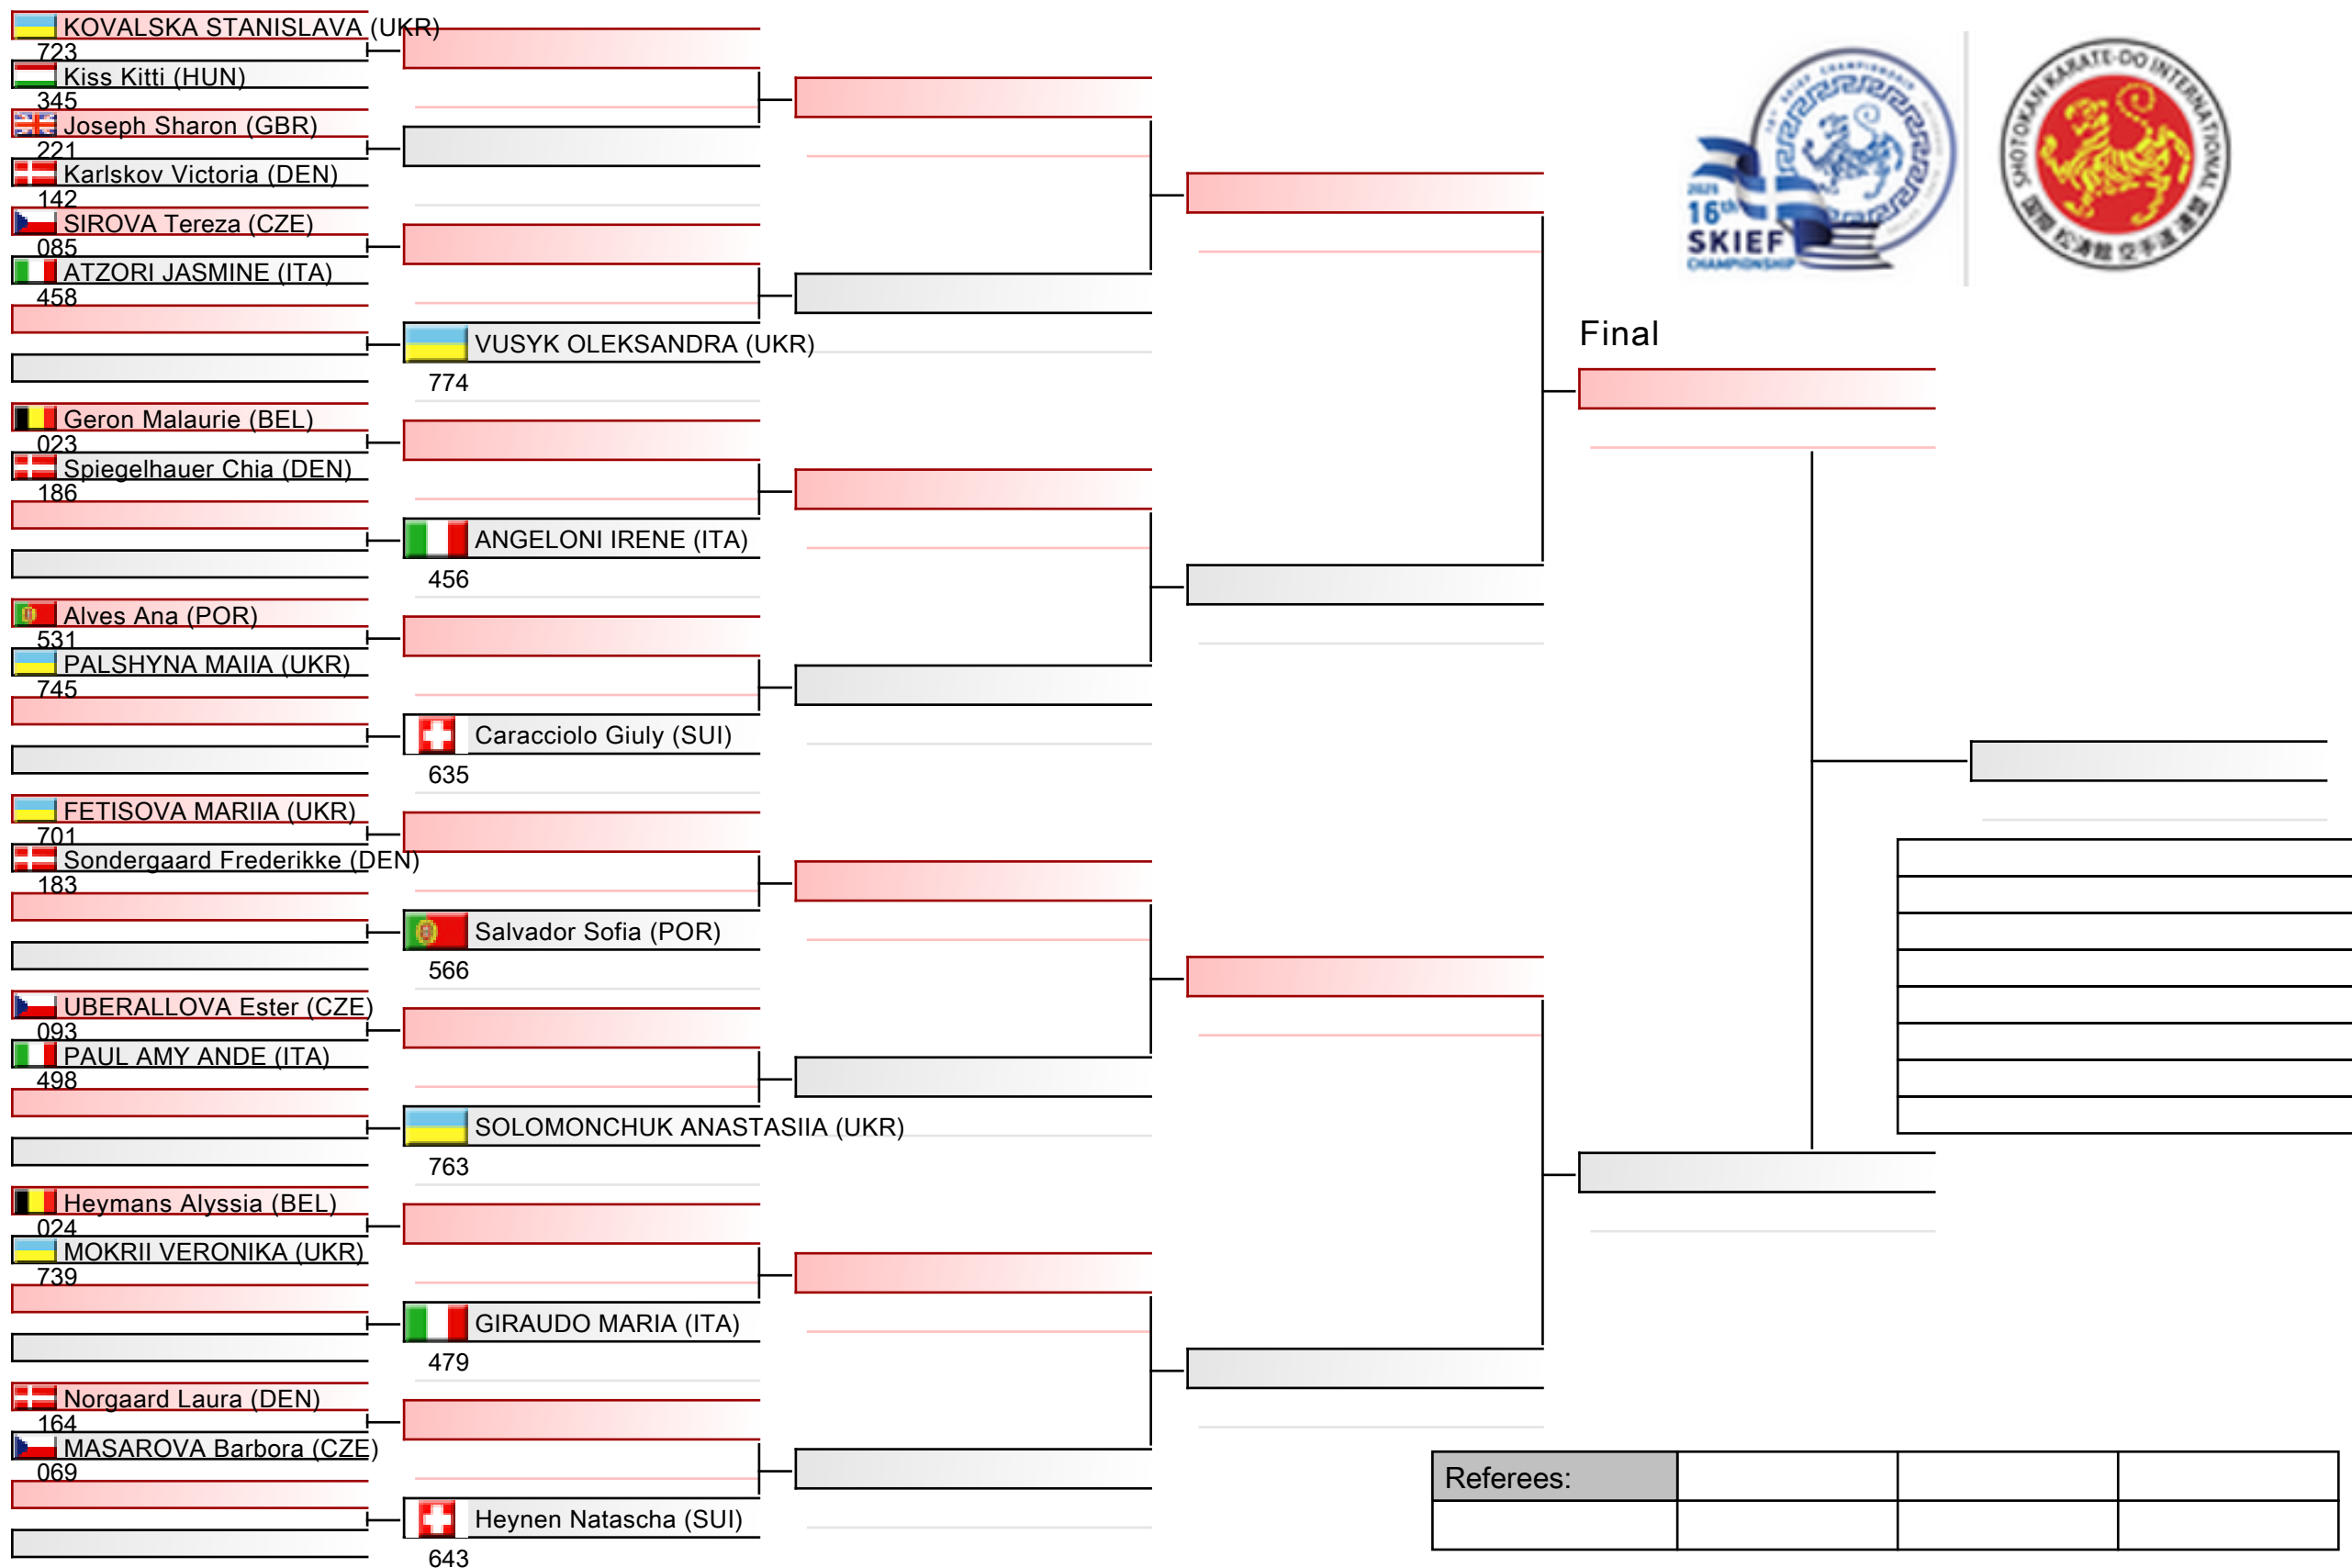 KOVALSKA STANISLAVA (UKR)
723
Kiss Kitti (HUN)
345
Joseph Sharon (GBR)
221
Karlskov Victoria (DEN)
142
SIROVA Tereza (CZE)
085
ATZORI JASMINE (ITA)
458
VUSYK OLEKSANDRA (UKR)
774
Geron Malaurie (BEL)
023
Spiegelhauer Chia (DEN)
186
ANGELONI IRENE (ITA)
456
Alves Ana (POR)
531
PALSHYNA MAIIA (UKR)
745
Caracciolo Giuly (SUI)
635
FETISOVA MARIIA (UKR)
701
Sondergaard Frederikke (DEN)
183
Salvador Sofia (POR)
566
UBERALLOVA Ester (CZE)
093
PAUL AMY ANDE (ITA)
498
SOLOMONCHUK ANASTASIIA (UKR)
763
Heymans Alyssia (BEL)
024
MOKRII VERONIKA (UKR)
739
GIRAUDO MARIA (ITA)
479
Norgaard Laura (DEN)
164
MASAROVA Barbora (CZE)
069
Heynen Natascha (SUI)
643
16th
SKIEF
CHAMPIONSHIP
SHOTOKAN KARATE-DO INTERNATIONAL
Final
Referees: